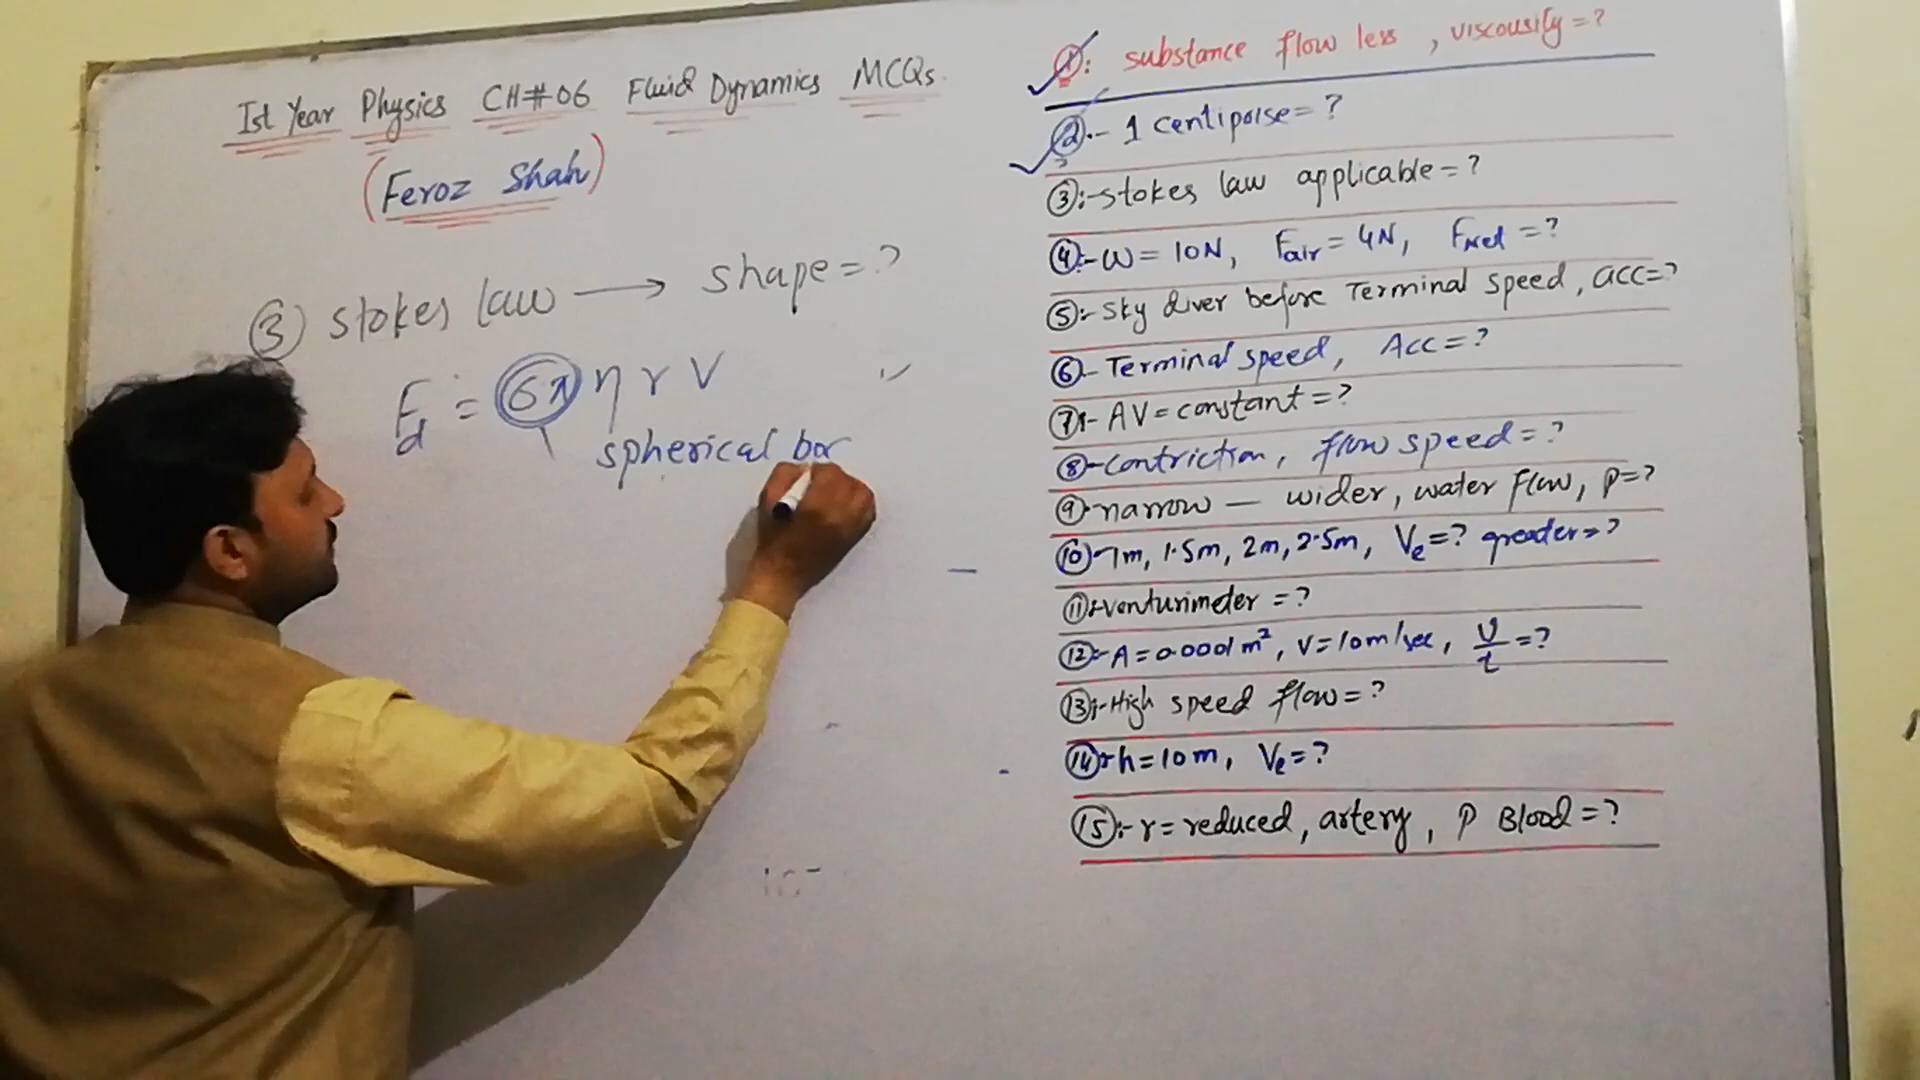 Ist Year Physics CH#06 Fluid Dynamics MCQs.
(Feroz Shah)
③ stokes law → shape=?
Fd = 6π η r V
spherical bo
①: substance flow less, viscousity=?
②:- 1 centipoise=?
③:- stokes law applicable=?
④:- W= 10N, Fair= 4N, FNet =?
⑤:- Sky diver before Terminal speed, acc=?
⑥- Terminal speed, Acc=?
⑦:- AV= constant=?
⑧- contriction, flow speed=?
⑨- narrow — wider, water flow, P=?
⑩- 1m, 1.5m, 2m, 2.5m, Ve=? greater=?
⑪:- venturimeter =?
⑫:- A= 0.0001 m², V= 10m/sec, V/t =?
⑬:- High speed flow=?
⑭:- h= 10m, Ve=?
⑮:- r= reduced, artery, P Blood=?